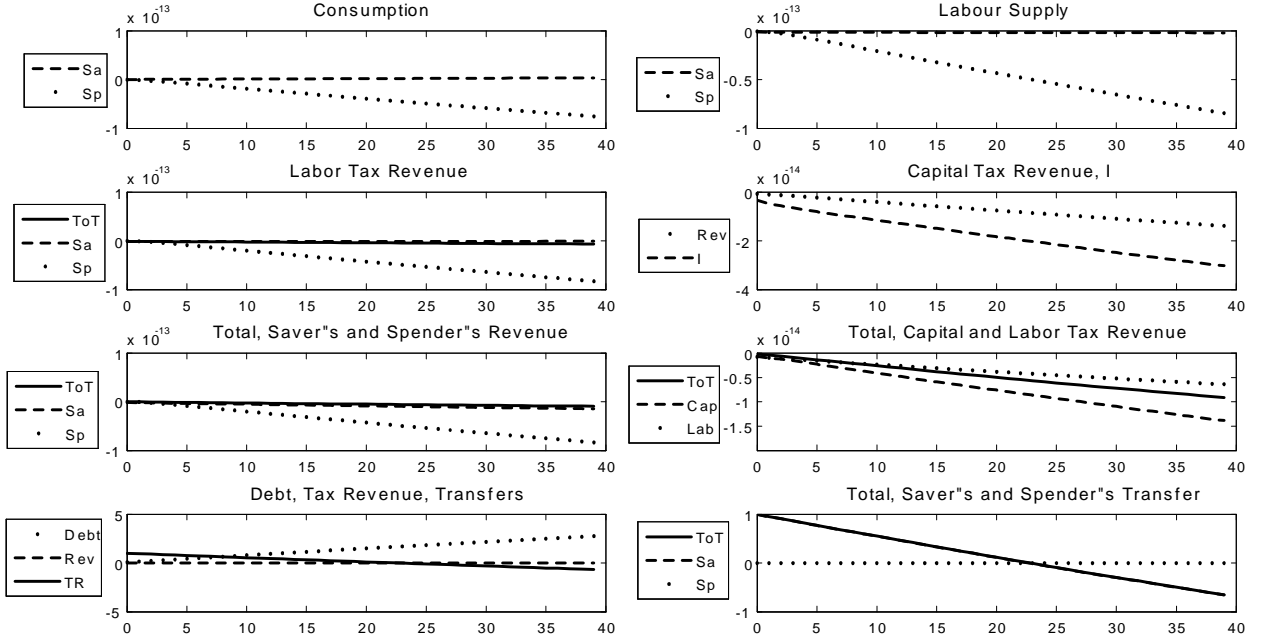 Consumption
x 10^-13
1
0
-1
0 5 10 15 20 25 30 35 40
Sa
Sp
Labour Supply
x 10^-13
0
-0.5
-1
0 5 10 15 20 25 30 35 40
Sa
Sp
Labor Tax Revenue
x 10^-13
1
0
-1
0 5 10 15 20 25 30 35 40
ToT
Sa
Sp
Capital Tax Revenue, I
x 10^-14
0
-2
-4
0 5 10 15 20 25 30 35 40
Rev
I
Total, Saver"s and Spender"s Revenue
x 10^-13
1
0
-1
0 5 10 15 20 25 30 35 40
ToT
Sa
Sp
Total, Capital and Labor Tax Revenue
x 10^-14
0
-0.5
-1
-1.5
0 5 10 15 20 25 30 35 40
ToT
Cap
Lab
Debt, Tax Revenue, Transfers
5
0
-5
0 5 10 15 20 25 30 35 40
Debt
Rev
TR
Total, Saver"s and Spender"s Transfer
1
0
-1
0 5 10 15 20 25 30 35 40
ToT
Sa
Sp